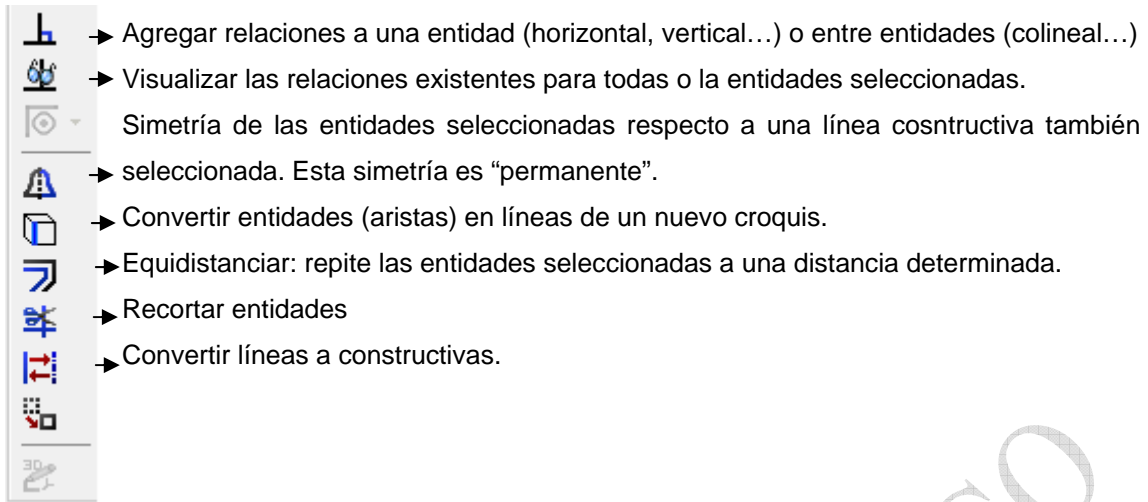 Agregar relaciones a una entidad (horizontal, vertical…) o entre entidades (colineal…)
Visualizar las relaciones existentes para todas o la entidades seleccionadas.
Simetría de las entidades seleccionadas respecto a una línea cosntructiva también
seleccionada. Esta simetría es “permanente”.
Convertir entidades (aristas) en líneas de un nuevo croquis.
Equidistanciar: repite las entidades seleccionadas a una distancia determinada.
Recortar entidades
Convertir líneas a constructivas.
3D
CO